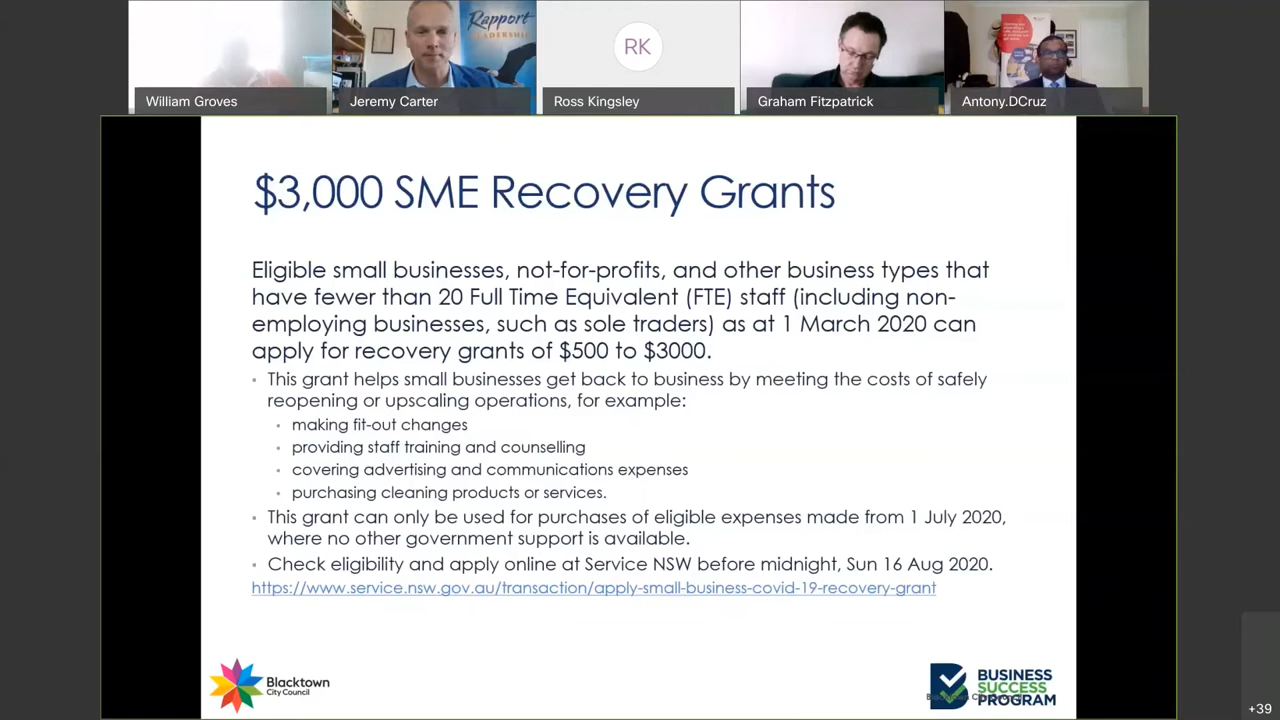 Rapport
LEADERSHIP
RK
William Groves
Jeremy Carter
Ross Kingsley
Graham Fitzpatrick
Antony.DCruz
$3,000 SME Recovery Grants
Eligible small businesses, not-for-profits, and other business types that
have fewer than 20 Full Time Equivalent (FTE) staff (including non-
employing businesses, such as sole traders) as at 1 March 2020 can
apply for recovery grants of $500 to $3000.
▪ This grant helps small businesses get back to business by meeting the costs of safely
reopening or upscaling operations, for example:
▪ making fit-out changes
▪ providing staff training and counselling
▪ covering advertising and communications expenses
▪ purchasing cleaning products or services.
▪ This grant can only be used for purchases of eligible expenses made from 1 July 2020,
where no other government support is available.
▪ Check eligibility and apply online at Service NSW before midnight, Sun 16 Aug 2020.
https://www.service.nsw.gov.au/transaction/apply-small-business-covid-19-recovery-grant
Blacktown
City Council
BUSINESS
SUCCESS
PROGRAM
+39